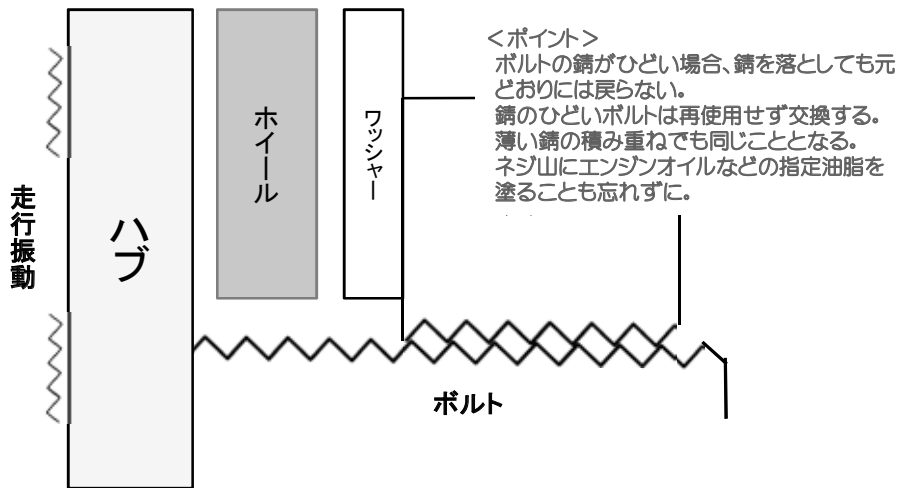 ＜ポイント＞
ボルトの錆がひどい場合、錆を落としても元
どおりには戻らない。
錆のひどいボルトは再使用せず交換する。
薄い錆の積み重ねでも同じこととなる。
ネジ山にエンジンオイルなどの指定油脂を
塗ることも忘れずに。
走行振動
ハブ
ホイール
ワッシャー
ボルト